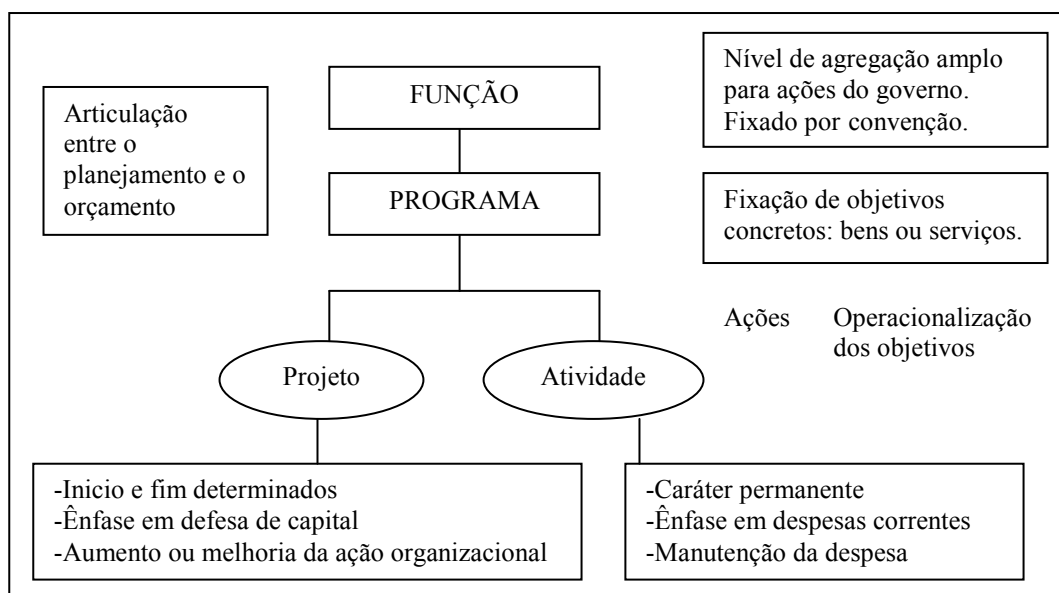 Articulação
entre o
planejamento e o
orçamento
FUNÇÃO
Nível de agregação amplo
para ações do governo.
Fixado por convenção.
PROGRAMA
Fixação de objetivos
concretos: bens ou serviços.
Ações Operacionalização
dos objetivos
Projeto
Atividade
-Inicio e fim determinados
-Ênfase em defesa de capital
-Aumento ou melhoria da ação organizacional
-Caráter permanente
-Ênfase em despesas correntes
-Manutenção da despesa